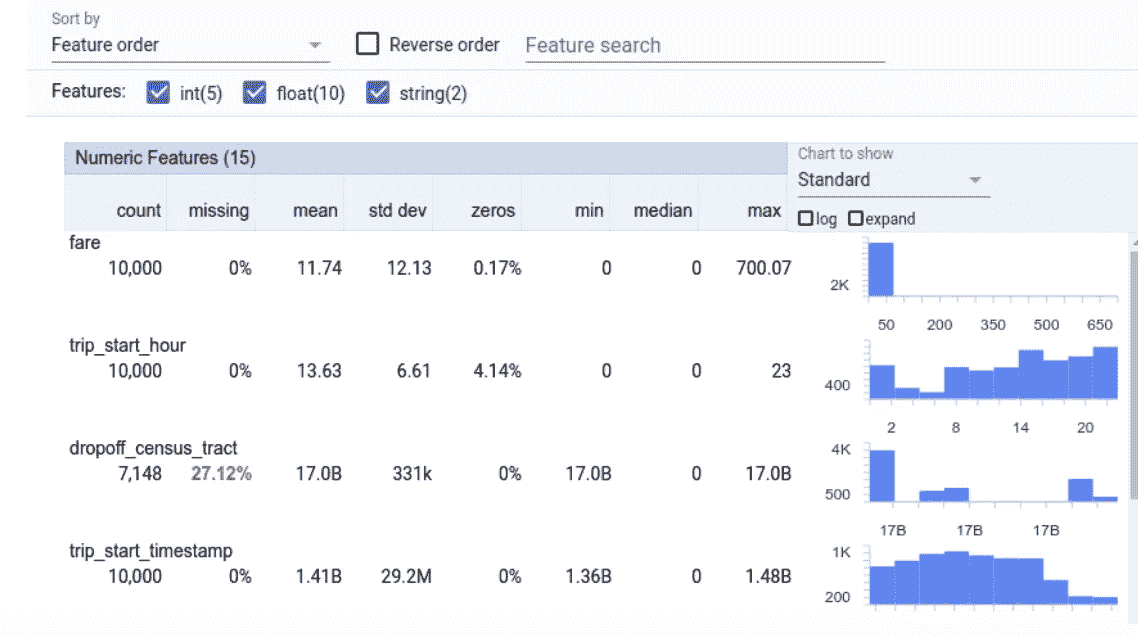 Sort by
Feature order
Reverse order
Feature search
Features: int(5) float(10) string(2)
Numeric Features (15)
Chart to show
Standard
count missing mean std dev zeros min median max
log expand
fare
10,000 0% 11.74 12.13 0.17% 0 0 700.07
2K
50 200 350 500 650
trip_start_hour
10,000 0% 13.63 6.61 4.14% 0 0 23
400
2 8 14 20
dropoff_census_tract
7,148 27.12% 17.0B 331k 0% 17.0B 0 17.0B
4K
500
17B 17B 17B
trip_start_timestamp
10,000 0% 1.41B 29.2M 0% 1.36B 0 1.48B
1K
200